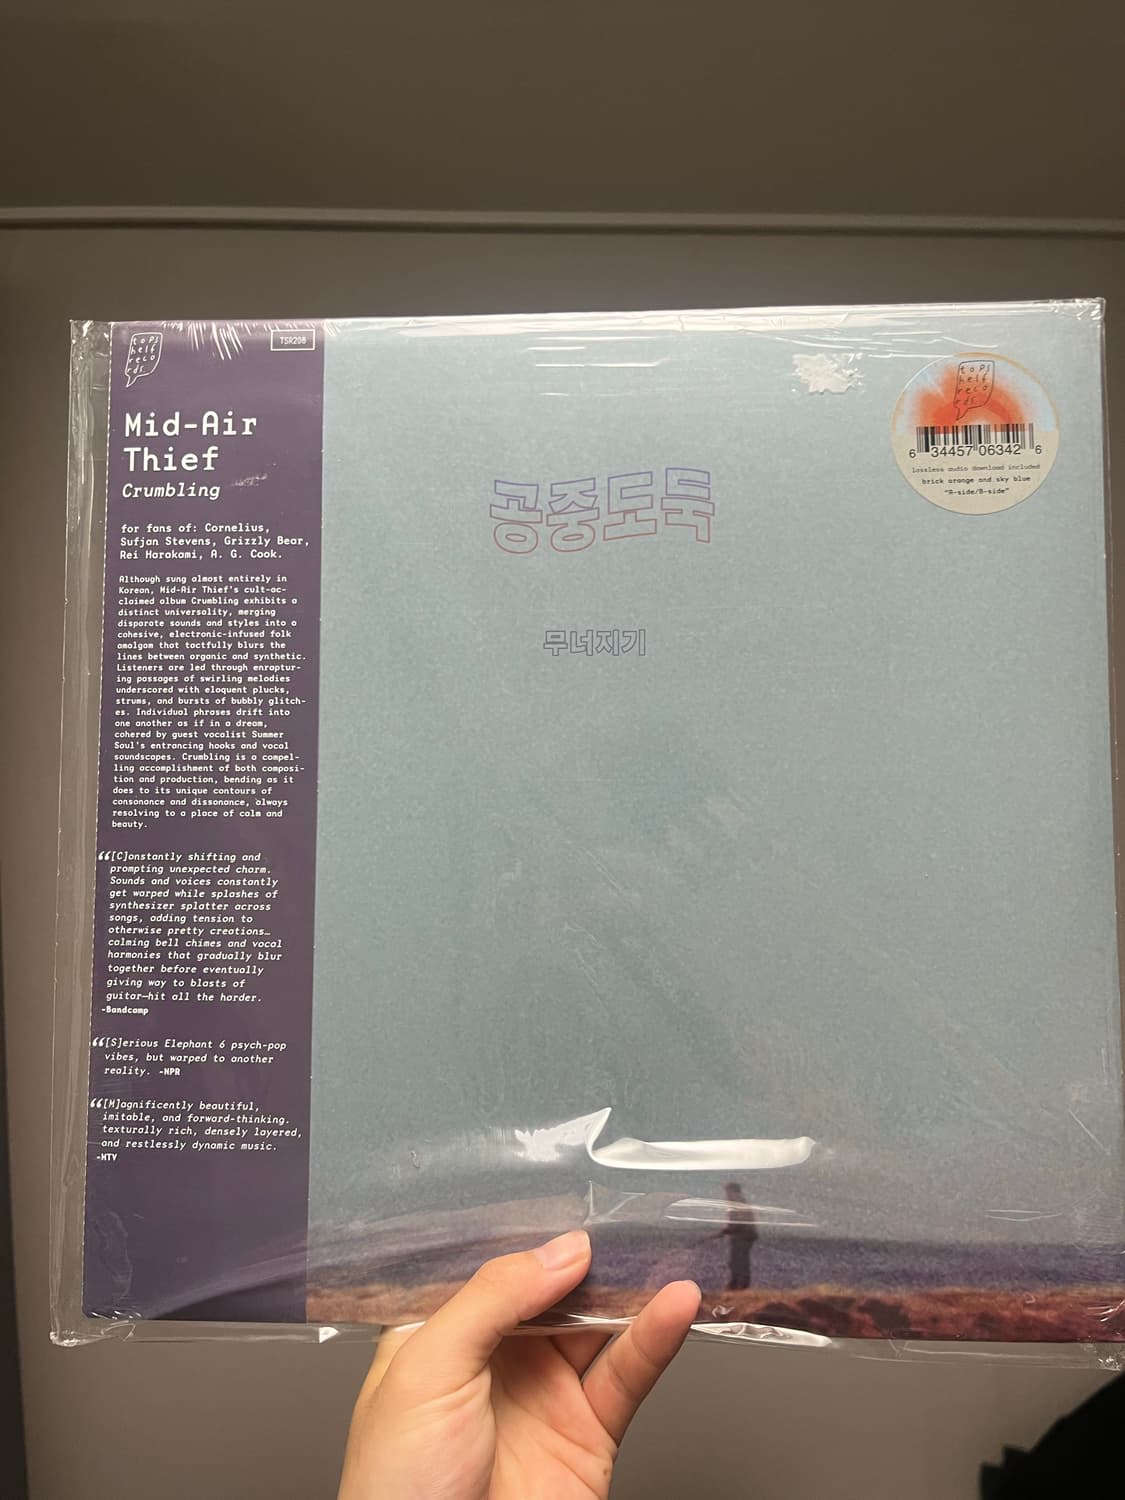 tops
helf
reco
rds.
TSR208
Mid-Air
Thief
Crumbling
for fans of: Cornelius,
Sufjan Stevens, Grizzly Bear,
Rei Harakami, A. G. Cook.
Although sung almost entirely in
Korean, Mid-Air Thief's cult-ac-
claimed album Crumbling exhibits a
distinct universality, merging
disparate sounds and styles into a
cohesive, electronic-infused folk
amalgam that tactfully blurs the
lines between organic and synthetic.
Listeners are led through enraptur-
ing passages of swirling melodies
underscored with eloquent plucks,
strums, and bursts of bubbly glitch-
es. Individual phrases drift into
one another as if in a dream,
cohered by guest vocalist Summer
Soul's entrancing hooks and vocal
soundscapes. Crumbling is a compel-
ling accomplishment of both composi-
tion and production, bending as it
does to its unique contours of
consonance and dissonance, always
resolving to a place of calm and
beauty.
“[C]onstantly shifting and
prompting unexpected charm.
Sounds and voices constantly
get warped while splashes of
synthesizer splatter across
songs, adding tension to
otherwise pretty creations…
calming bell chimes and vocal
harmonies that gradually blur
together before eventually
giving way to blasts of
guitar—hit all the harder.
-Bandcamp
“[S]erious Elephant 6 psych-pop
vibes, but warped to another
reality. -NPR
“[M]agnificently beautiful,
imitable, and forward-thinking.
texturally rich, densely layered,
and restlessly dynamic music.
-MTV
공중도둑
무너지기
tops
helf
reco
rds.
6 34457 06342 6
lossless audio download included
brick orange and sky blue
"A-side/B-side"